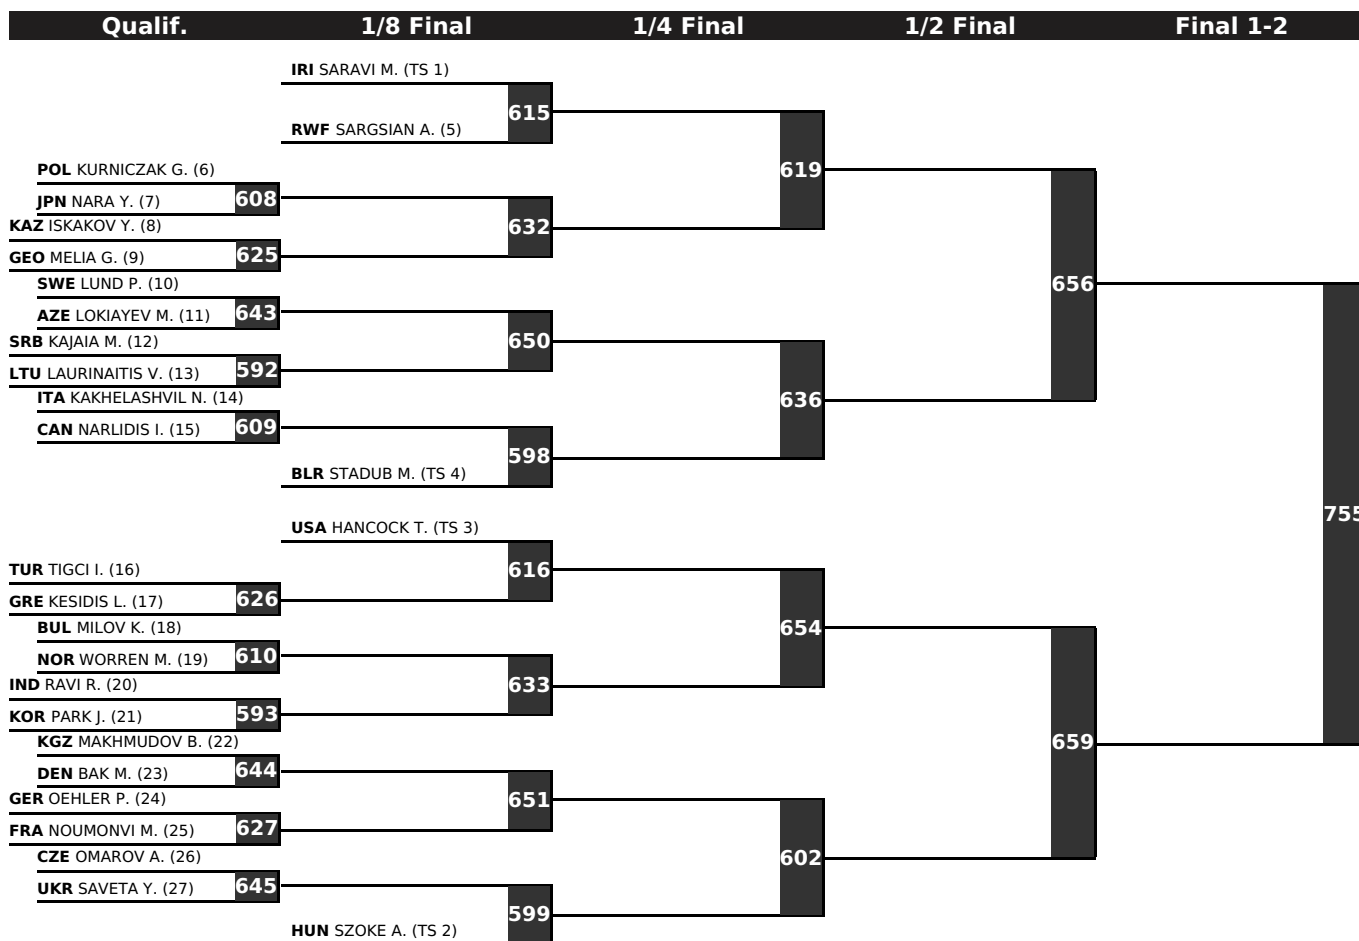 Qualif. 1/8 Final 1/4 Final 1/2 Final Final 1-2
IRI SARAVI M. (TS 1)
615
RWF SARGSIAN A. (5)
POL KURNICZAK G. (6)
619
JPN NARA Y. (7) 608
KAZ ISKAKOV Y. (8)
632
GEO MELIA G. (9) 625
SWE LUND P. (10)
656
AZE LOKIAYEV M. (11) 643
SRB KAJAIA M. (12)
650
LTU LAURINAITIS V. (13) 592
ITA KAKHELASHVIL N. (14)
636
CAN NARLIDIS I. (15) 609
598
BLR STADUB M. (TS 4)
755
USA HANCOCK T. (TS 3)
TUR TIGCI I. (16)
616
GRE KESIDIS L. (17) 626
BUL MILOV K. (18)
654
NOR WORREN M. (19) 610
IND RAVI R. (20)
633
KOR PARK J. (21) 593
KGZ MAKHMUDOV B. (22)
659
DEN BAK M. (23) 644
GER OEHLER P. (24)
651
FRA NOUMONVI M. (25) 627
CZE OMAROV A. (26)
602
UKR SAVETA Y. (27) 645
599
HUN SZOKE A. (TS 2)